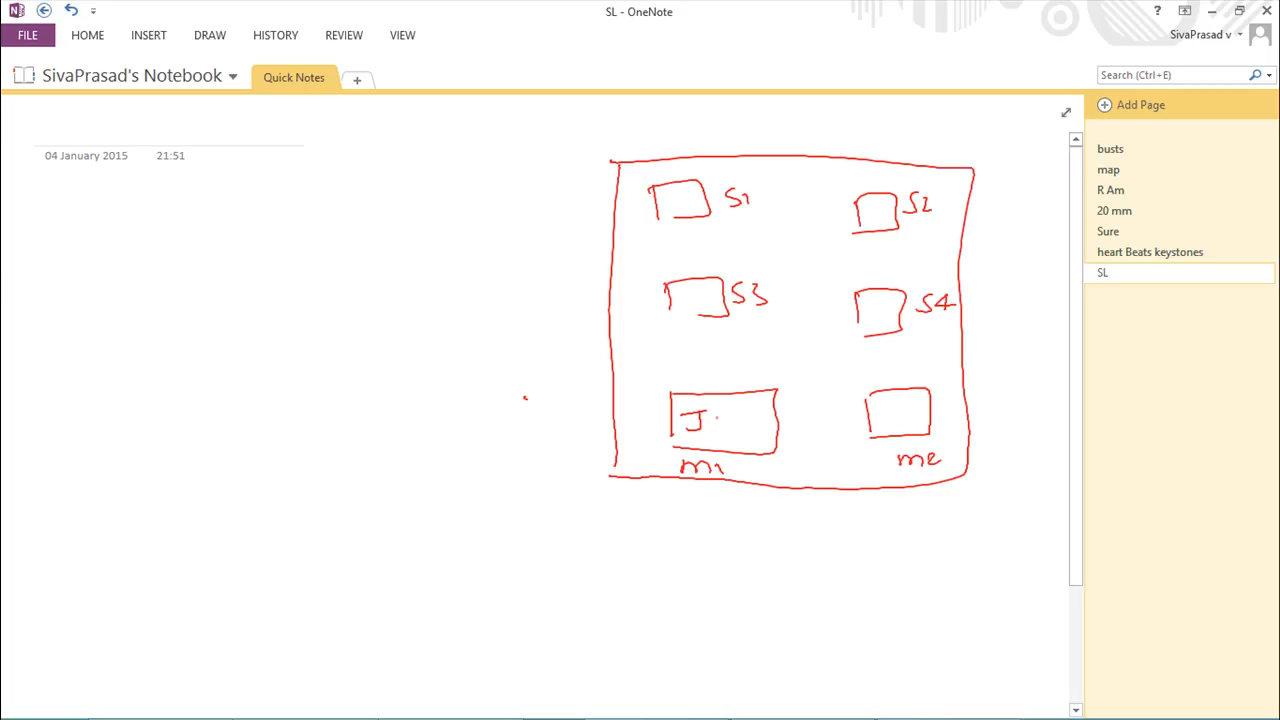 SL - OneNote
?
FILE HOME INSERT DRAW HISTORY REVIEW VIEW
SivaPrasad v
SivaPrasad's Notebook
Quick Notes
+
Search (Ctrl+E)
Add Page
04 January 2015 21:51
busts
map
R Am
20 mm
Sure
heart Beats keystones
SL
S1
S2
S3
S4
J
m1
m2